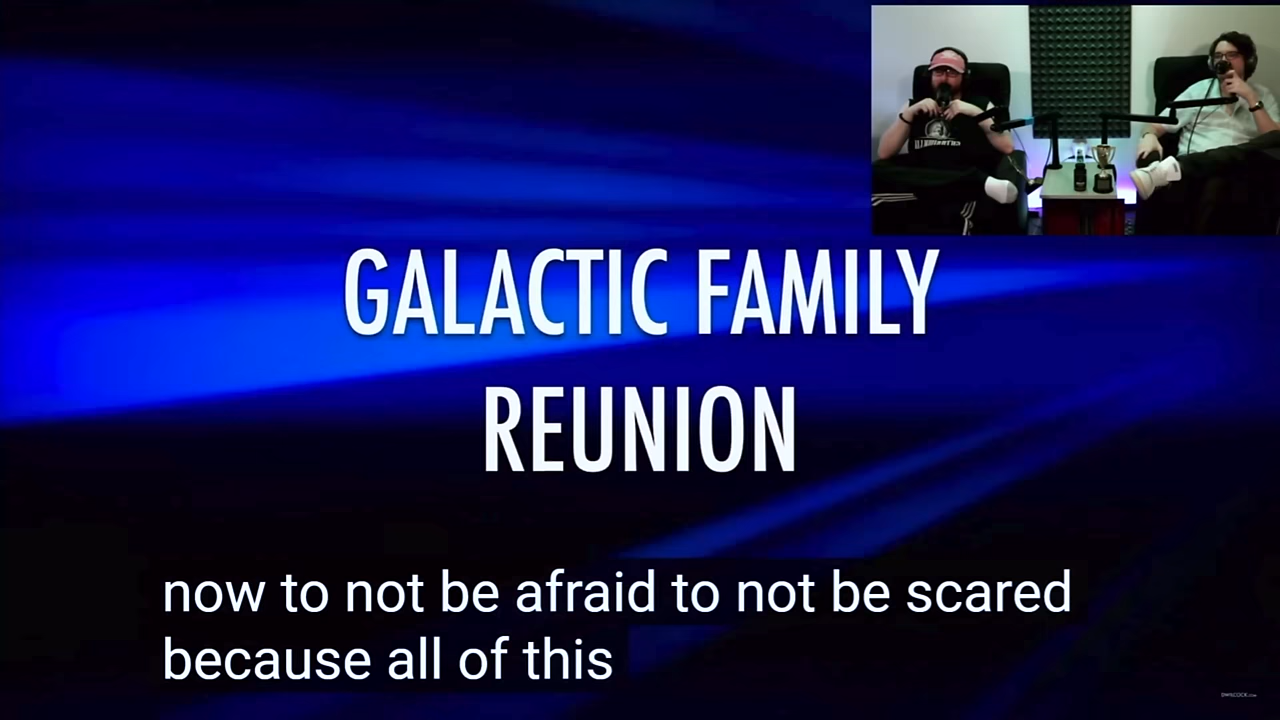 GALACTIC FAMILY
REUNION
now to not be afraid to not be scared
because all of this